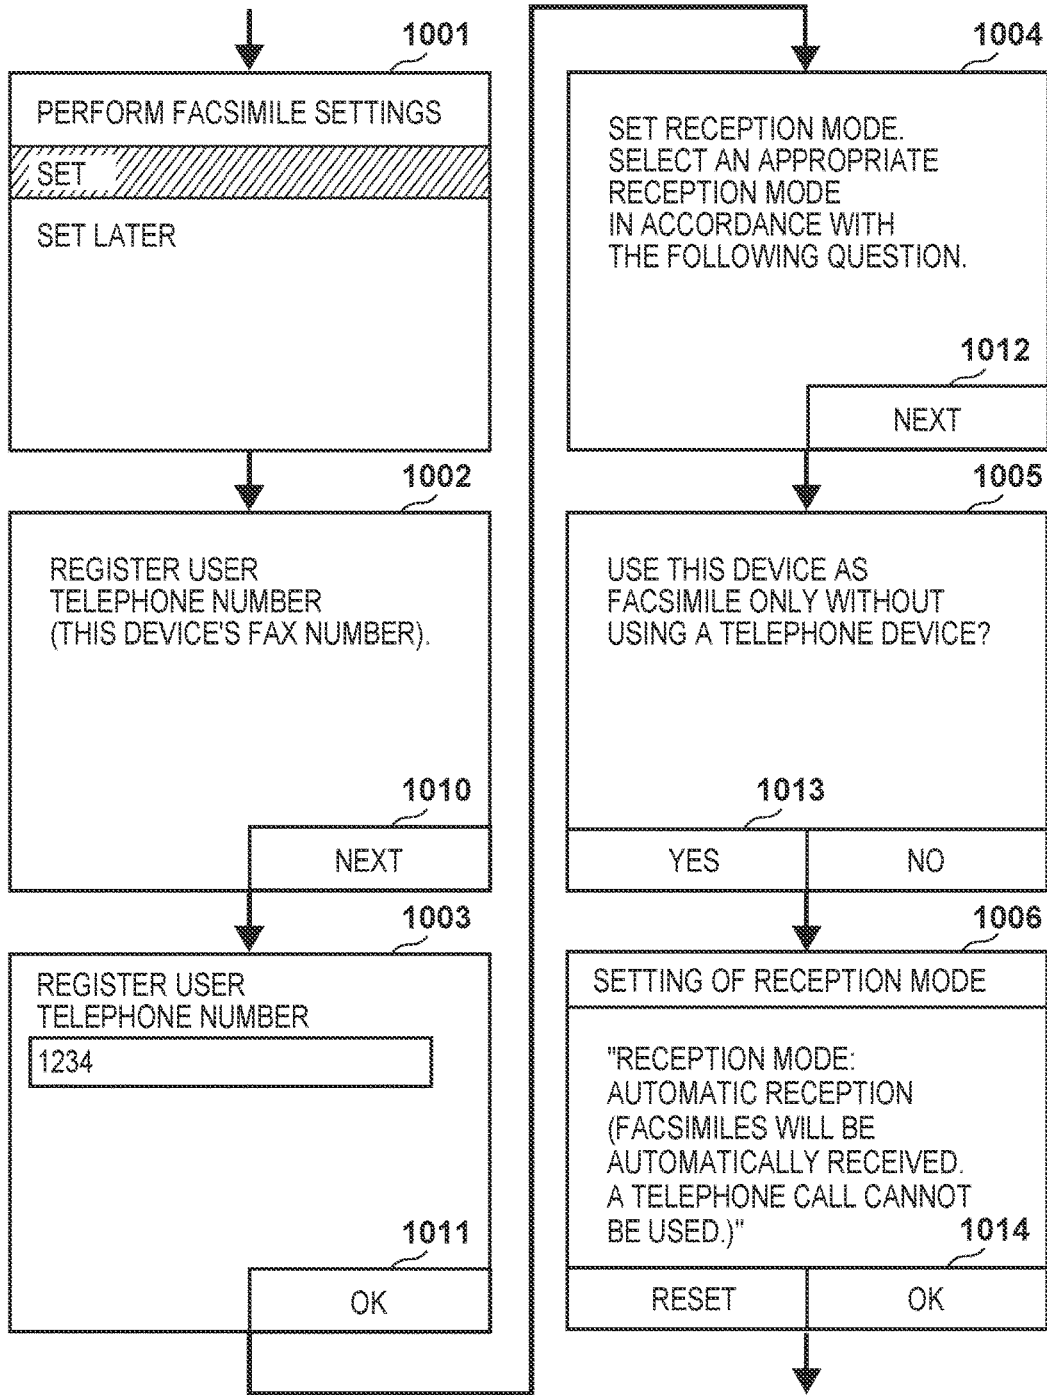 1001
PERFORM FACSIMILE SETTINGS
SET
SET LATER
1002
REGISTER USER
TELEPHONE NUMBER
(THIS DEVICE'S FAX NUMBER).
1010
NEXT
1003
REGISTER USER
TELEPHONE NUMBER
1234
1011
OK
1004
SET RECEPTION MODE.
SELECT AN APPROPRIATE
RECEPTION MODE
IN ACCORDANCE WITH
THE FOLLOWING QUESTION.
1012
NEXT
1005
USE THIS DEVICE AS
FACSIMILE ONLY WITHOUT
USING A TELEPHONE DEVICE?
1013
YES NO
1006
SETTING OF RECEPTION MODE
"RECEPTION MODE:
AUTOMATIC RECEPTION
(FACSIMILES WILL BE
AUTOMATICALLY RECEIVED.
A TELEPHONE CALL CANNOT
BE USED.)"
1014
RESET OK